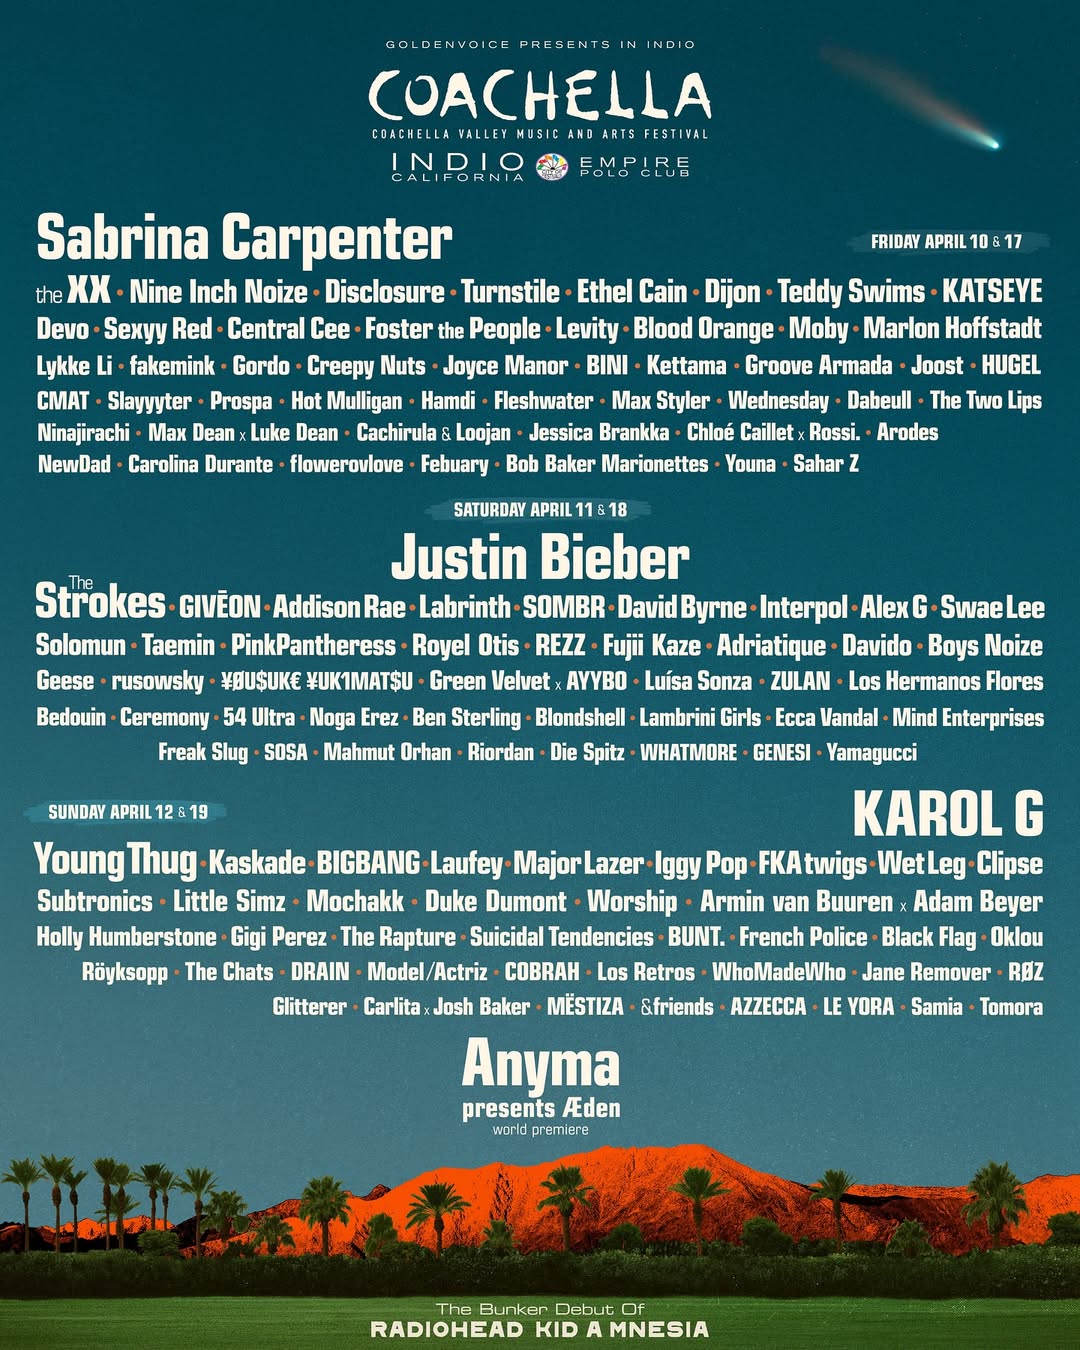 GOLDENVOICE PRESENTS IN INDIO
COACHELLA
COACHELLA VALLEY MUSIC AND ARTS FESTIVAL
INDIO CALIFORNIA EMPIRE POLO CLUB
Sabrina Carpenter
FRIDAY APRIL 10 & 17
the XX • Nine Inch Noize • Disclosure • Turnstile • Ethel Cain • Dijon • Teddy Swims • KATSEYE
Devo • Sexyy Red • Central Cee • Foster the People • Levity • Blood Orange • Moby • Marlon Hoffstadt
Lykke Li • fakemink • Gordo • Creepy Nuts • Joyce Manor • BINI • Kettama • Groove Armada • Joost • HUGEL
CMAT • Slayyyter • Prospa • Hot Mulligan • Hamdi • Fleshwater • Max Styler • Wednesday • Dabeull • The Two Lips
Ninajirachi • Max Dean x Luke Dean • Cachirula & Loojan • Jessica Brankka • Chloé Caillet x Rossi. • Arodes
NewDad • Carolina Durante • flowerovlove • Febuary • Bob Baker Marionettes • Youna • Sahar Z
SATURDAY APRIL 11 & 18
Justin Bieber
The Strokes • GIVĒON • Addison Rae • Labrinth • SOMBR • David Byrne • Interpol • Alex G • Swae Lee
Solomun • Taemin • PinkPantheress • Royel Otis • REZZ • Fujii Kaze • Adriatique • Davido • Boys Noize
Geese • rusowsky • ¥ØU$UK€ ¥UK1MAT$U • Green Velvet x AYYBO • Luísa Sonza • ZULAN • Los Hermanos Flores
Bedouin • Ceremony • 54 Ultra • Noga Erez • Ben Sterling • Blondshell • Lambrini Girls • Ecca Vandal • Mind Enterprises
Freak Slug • SOSA • Mahmut Orhan • Riordan • Die Spitz • WHATMORE • GENESI • Yamagucci
SUNDAY APRIL 12 & 19
KAROL G
Young Thug • Kaskade • BIGBANG • Laufey • Major Lazer • Iggy Pop • FKA twigs • Wet Leg • Clipse
Subtronics • Little Simz • Mochakk • Duke Dumont • Worship • Armin van Buuren x Adam Beyer
Holly Humberstone • Gigi Perez • The Rapture • Suicidal Tendencies • BUNT. • French Police • Black Flag • Oklou
Röyksopp • The Chats • DRAIN • Model/Actriz • COBRAH • Los Retros • WhoMadeWho • Jane Remover • RØZ
Glitterer • Carlita x Josh Baker • MËSTIZA • &friends • AZZECCA • LE YORA • Samia • Tomora
Anyma
presents Æden
world premiere
The Bunker Debut Of
RADIOHEAD KID A MNESIA